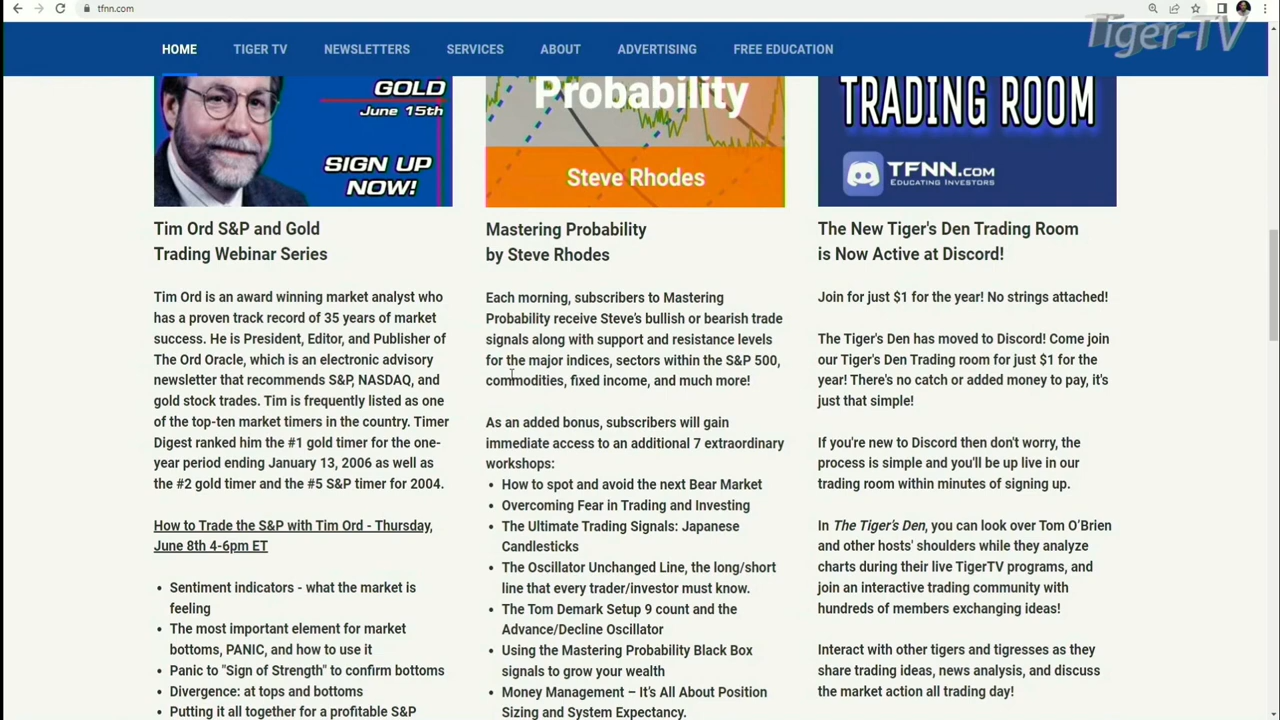 tfnn.com
Tiger-TV
HOME
TIGER TV
NEWSLETTERS
SERVICES
ABOUT
ADVERTISING
FREE EDUCATION
GOLD
June 15th
SIGN UP
NOW!
Tim Ord S&P and Gold
Trading Webinar Series
Tim Ord is an award winning market analyst who
has a proven track record of 35 years of market
success. He is President, Editor, and Publisher of
The Ord Oracle, which is an electronic advisory
newsletter that recommends S&P, NASDAQ, and
gold stock trades. Tim is frequently listed as one
of the top-ten market timers in the country. Timer
Digest ranked him the #1 gold timer for the one-
year period ending January 13, 2006 as well as
the #2 gold timer and the #5 S&P timer for 2004.
How to Trade the S&P with Tim Ord - Thursday,
June 8th 4-6pm ET
• Sentiment indicators - what the market is
feeling
• The most important element for market
bottoms, PANIC, and how to use it
• Panic to "Sign of Strength" to confirm bottoms
• Divergence: at tops and bottoms
• Putting it all together for a profitable S&P
Probability
Steve Rhodes
Mastering Probability
by Steve Rhodes
Each morning, subscribers to Mastering
Probability receive Steve's bullish or bearish trade
signals along with support and resistance levels
for the major indices, sectors within the S&P 500,
commodities, fixed income, and much more!
As an added bonus, subscribers will gain
immediate access to an additional 7 extraordinary
workshops:
• How to spot and avoid the next Bear Market
• Overcoming Fear in Trading and Investing
• The Ultimate Trading Signals: Japanese
Candlesticks
• The Oscillator Unchanged Line, the long/short
line that every trader/investor must know.
• The Tom Demark Setup 9 count and the
Advance/Decline Oscillator
• Using the Mastering Probability Black Box
signals to grow your wealth
• Money Management – It's All About Position
Sizing and System Expectancy.
TRADING ROOM
TFNN.COM
EDUCATING INVESTORS
The New Tiger's Den Trading Room
is Now Active at Discord!
Join for just $1 for the year! No strings attached!
The Tiger's Den has moved to Discord! Come join
our Tiger's Den Trading room for just $1 for the
year! There's no catch or added money to pay, it's
just that simple!
If you're new to Discord then don't worry, the
process is simple and you'll be up live in our
trading room within minutes of signing up.
In The Tiger's Den, you can look over Tom O'Brien
and other hosts' shoulders while they analyze
charts during their live TigerTV programs, and
join an interactive trading community with
hundreds of members exchanging ideas!
Interact with other tigers and tigresses as they
share trading ideas, news analysis, and discuss
the market action all trading day!